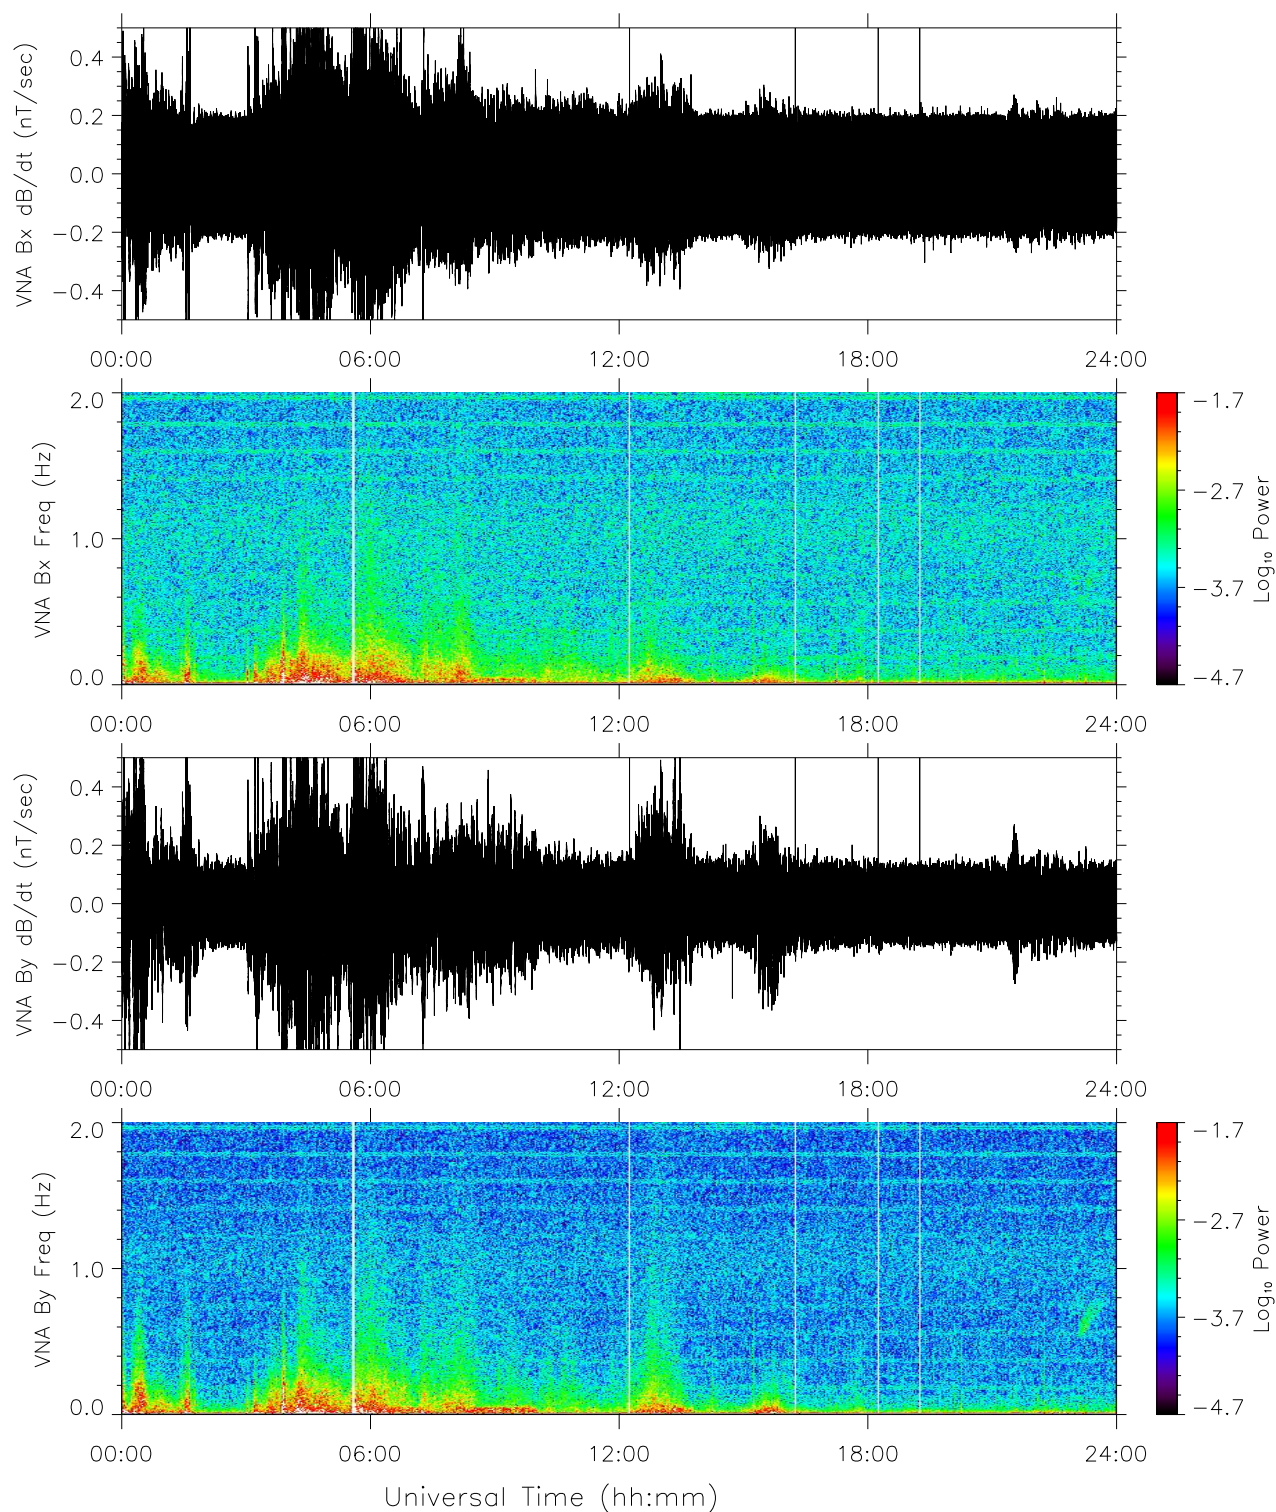 VNA Bx dB/dt (nT/sec)
0.4
0.2
0.0
−0.2
−0.4
00:00 06:00 12:00 18:00 24:00
VNA Bx Freq (Hz)
2.0
1.0
0.0
−1.7
−2.7
−3.7
−4.7
Log₁₀ Power
00:00 06:00 12:00 18:00 24:00
VNA By dB/dt (nT/sec)
0.4
0.2
0.0
−0.2
−0.4
00:00 06:00 12:00 18:00 24:00
VNA By Freq (Hz)
2.0
1.0
0.0
−1.7
−2.7
−3.7
−4.7
Log₁₀ Power
00:00 06:00 12:00 18:00 24:00
Universal Time (hh:mm)